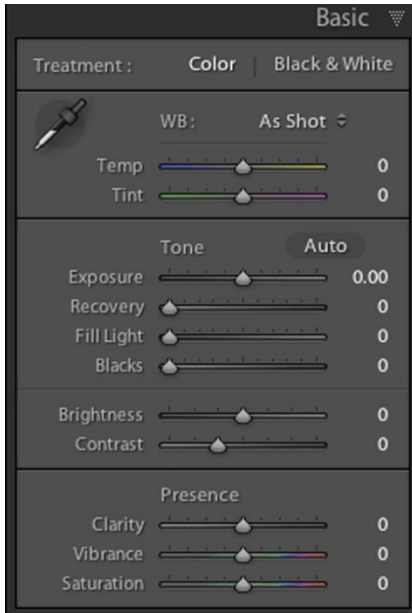 Basic
Treatment : Color | Black & White
WB: As Shot
Temp 0
Tint 0
Tone Auto
Exposure 0.00
Recovery 0
Fill Light 0
Blacks 0
Brightness 0
Contrast 0
Presence
Clarity 0
Vibrance 0
Saturation 0